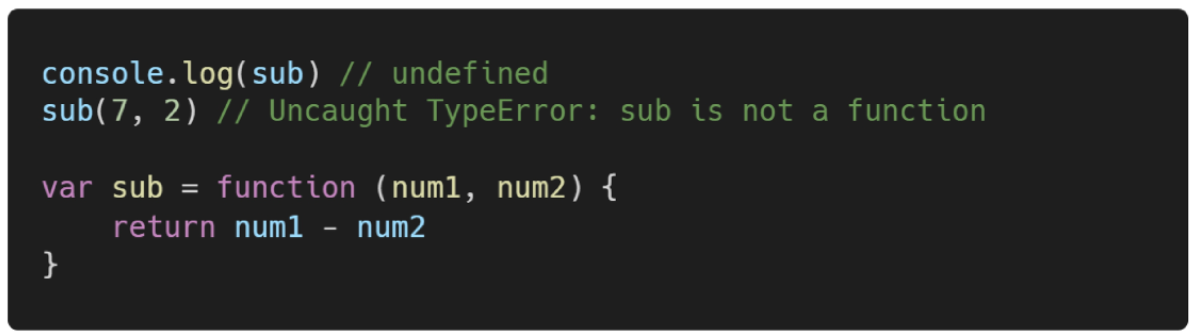 console.log(sub) // undefined
sub(7, 2) // Uncaught TypeError: sub is not a function
var sub = function (num1, num2) {
    return num1 - num2
}